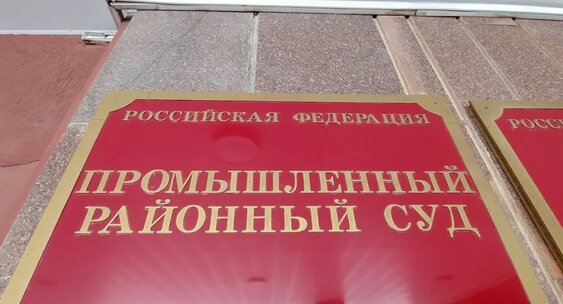 РОССИЙСКАЯ ФЕДЕРАЦИЯ
ПРОМЫШЛЕННЫЙ
РАЙОННЫЙ СУД